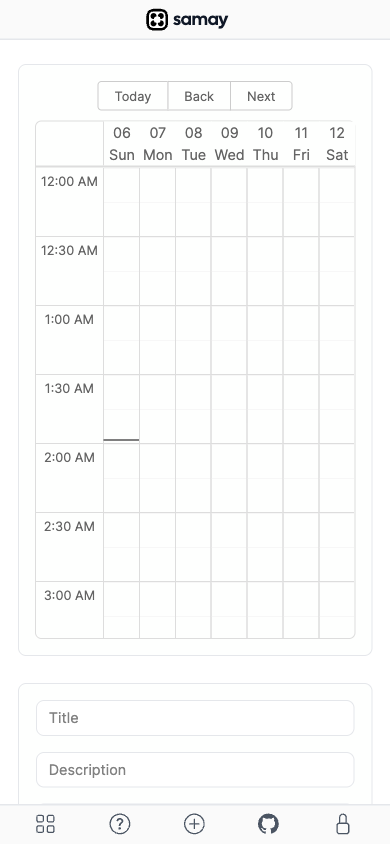 samay
Today Back Next
06 07 08 09 10 11 12
Sun Mon Tue Wed Thu Fri Sat
12:00 AM
12:30 AM
1:00 AM
1:30 AM
2:00 AM
2:30 AM
3:00 AM
Title
Description